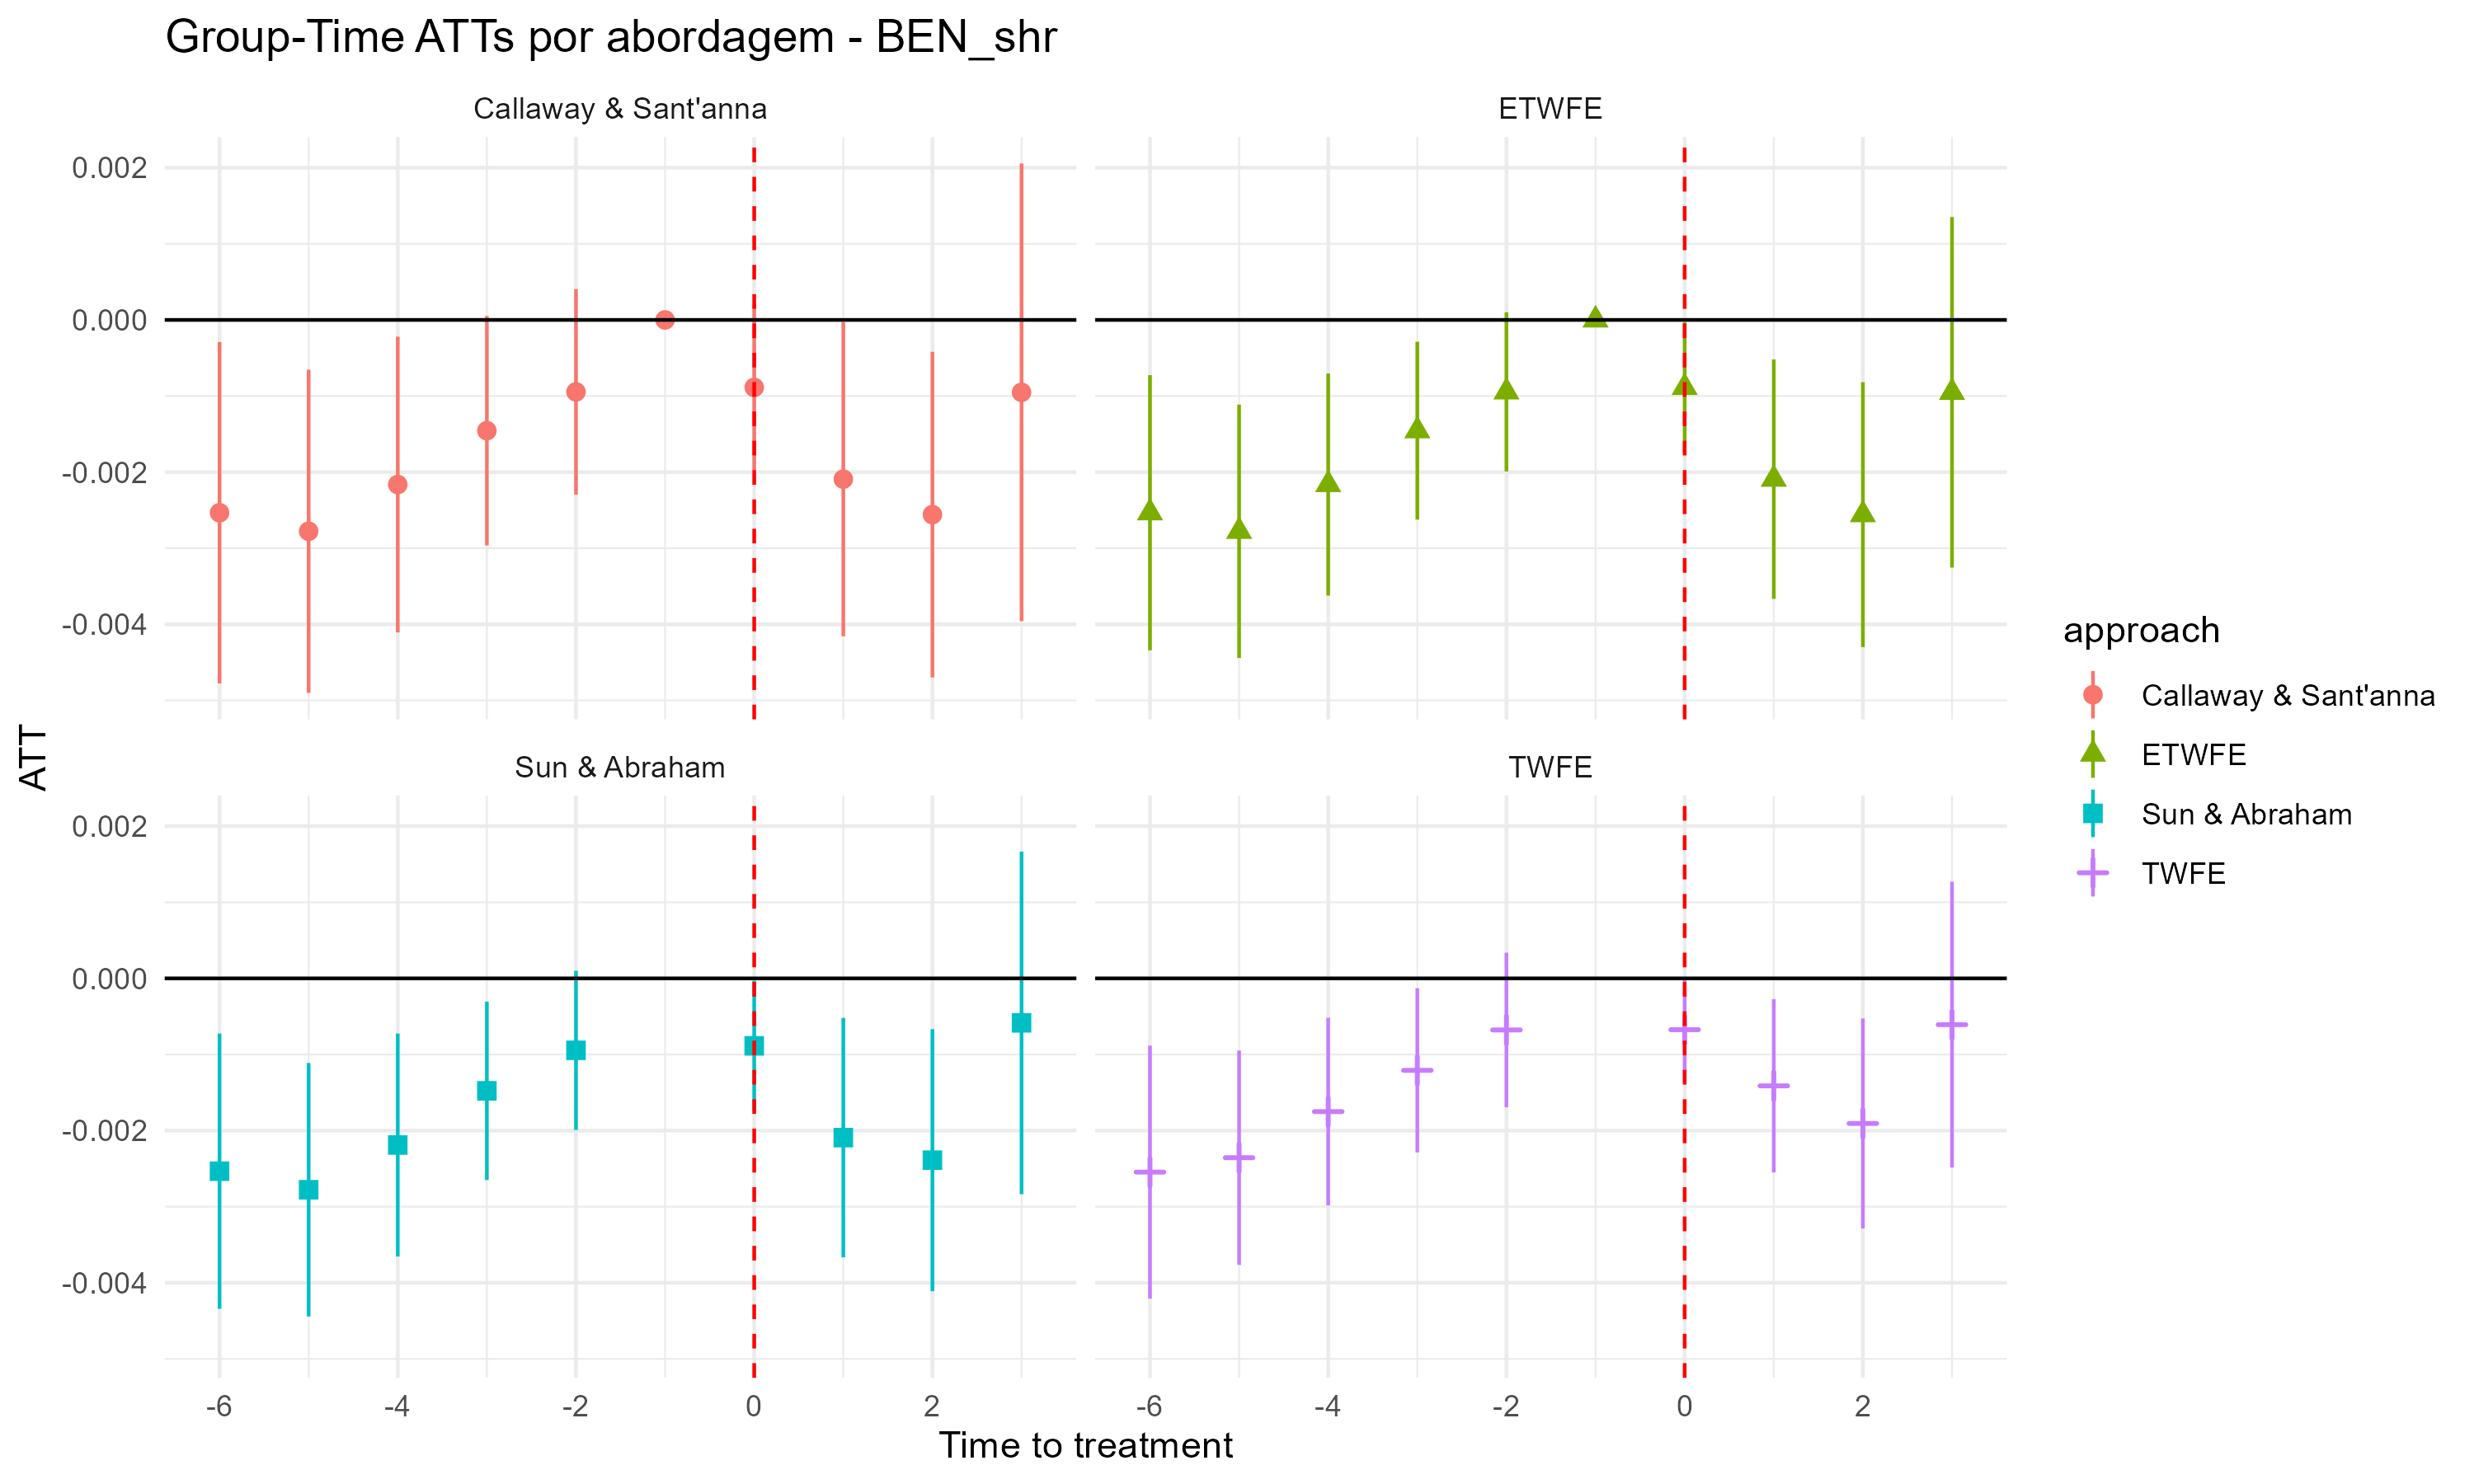 Group-Time ATTs por abordagem - BEN_shr
Callaway & Sant'anna
ETWFE
0.002
0.000
-0.002
-0.004
Sun & Abraham
TWFE
0.002
0.000
-0.002
-0.004
-6
-4
-2
0
2
-6
-4
-2
0
2
ATT
Time to treatment
approach
Callaway & Sant'anna
ETWFE
Sun & Abraham
TWFE